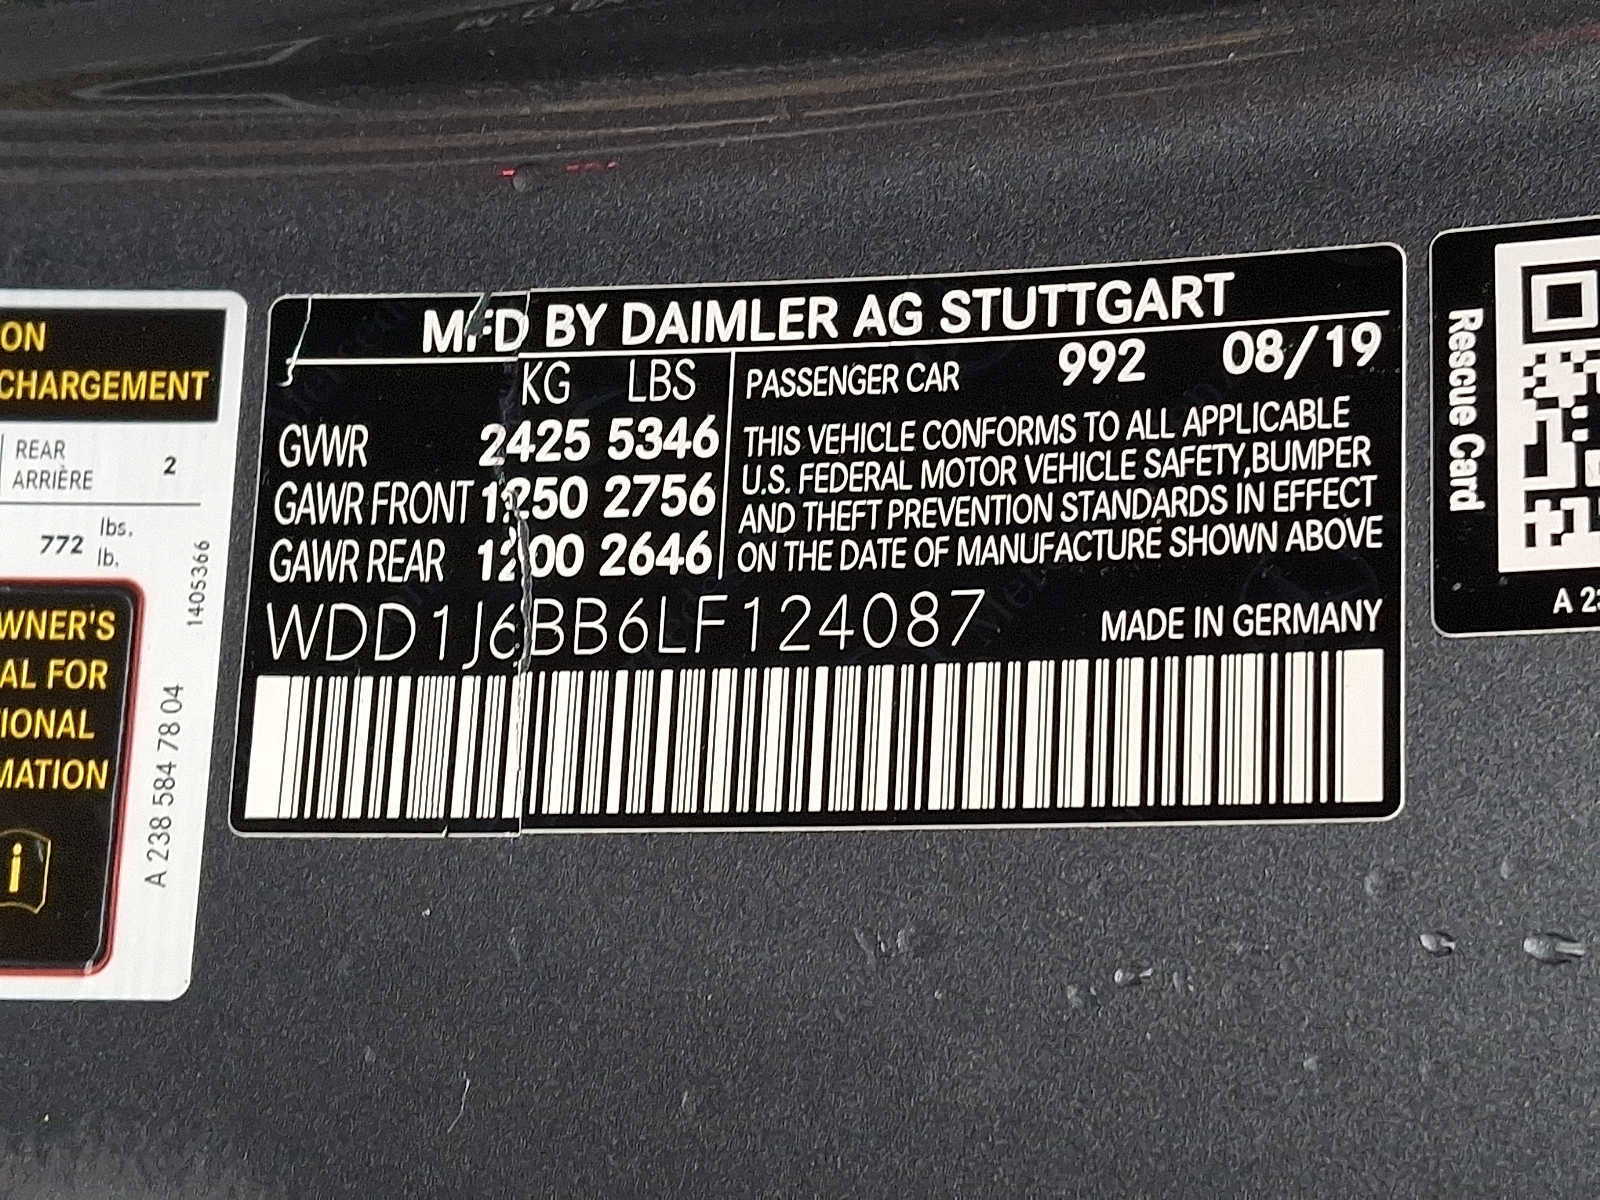 ON
CHARGEMENT
REAR
ARRIÈRE 2
772 lbs.
lb.
WNER'S
AL FOR
IONAL
MATION
i
1405366
A 238 584 78 04
MFD BY DAIMLER AG STUTTGART
KG LBS
GVWR 2425 5346
GAWR FRONT 1250 2756
GAWR REAR 1200 2646
PASSENGER CAR 992 08/19
THIS VEHICLE CONFORMS TO ALL APPLICABLE
U.S. FEDERAL MOTOR VEHICLE SAFETY,BUMPER
AND THEFT PREVENTION STANDARDS IN EFFECT
ON THE DATE OF MANUFACTURE SHOWN ABOVE
WDD1J6BB6LF124087 MADE IN GERMANY
Rescue Card
A 23